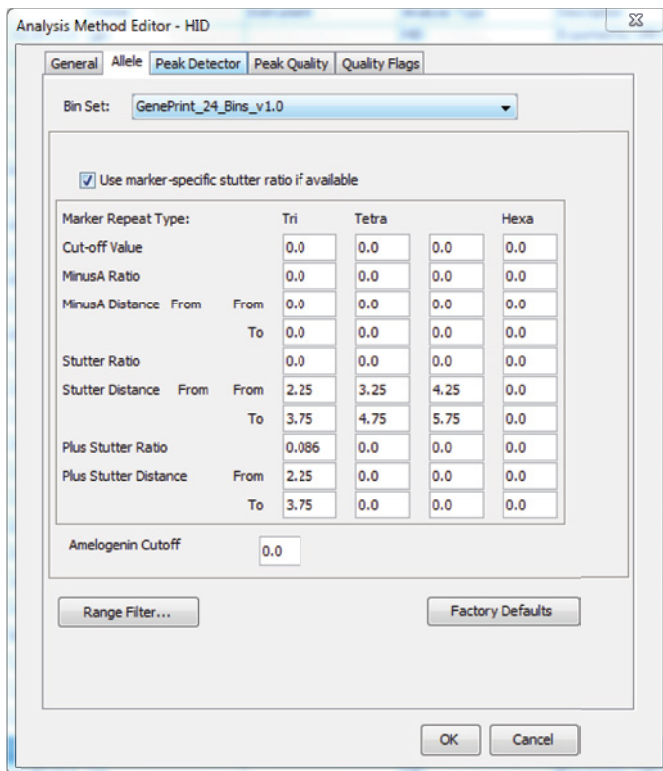 Analysis Method Editor - HID
General Allele Peak Detector Peak Quality Quality Flags
Bin Set: GenePrint_24_Bins_v1.0
Use marker-specific stutter ratio if available
Marker Repeat Type: Tri Tetra Hexa
Cut-off Value 0.0 0.0 0.0 0.0
MinusA Ratio 0.0 0.0 0.0 0.0
MinusA Distance From From 0.0 0.0 0.0 0.0
To 0.0 0.0 0.0 0.0
Stutter Ratio 0.0 0.0 0.0 0.0
Stutter Distance From From 2.25 3.25 4.25 0.0
To 3.75 4.75 5.75 0.0
Plus Stutter Ratio 0.086 0.0 0.0 0.0
Plus Stutter Distance From 2.25 0.0 0.0 0.0
To 3.75 0.0 0.0 0.0
Amelogenin Cutoff 0.0
Range Filter... Factory Defaults
OK Cancel